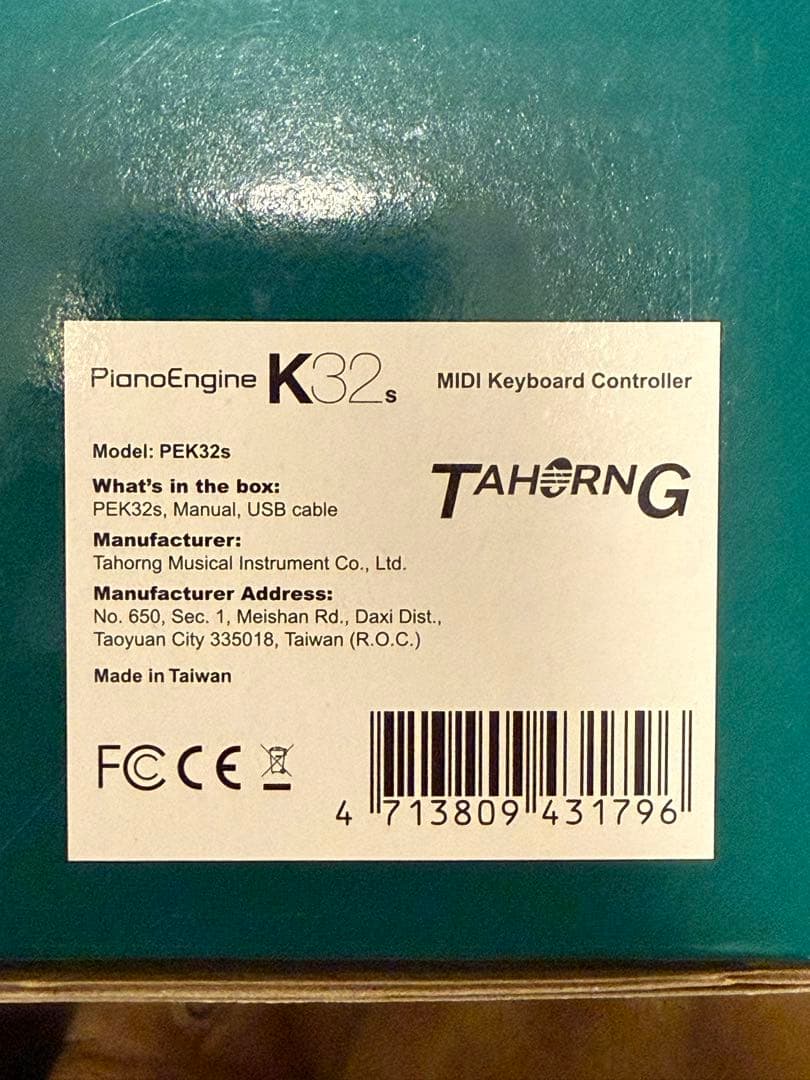 PianoEngine K32s MIDI Keyboard Controller
Model: PEK32s
TAHORNG
What's in the box:
PEK32s, Manual, USB cable
Manufacturer:
Tahorng Musical Instrument Co., Ltd.
Manufacturer Address:
No. 650, Sec. 1, Meishan Rd., Daxi Dist.,
Taoyuan City 335018, Taiwan (R.O.C.)
Made in Taiwan
FC CE
4 713809 431796